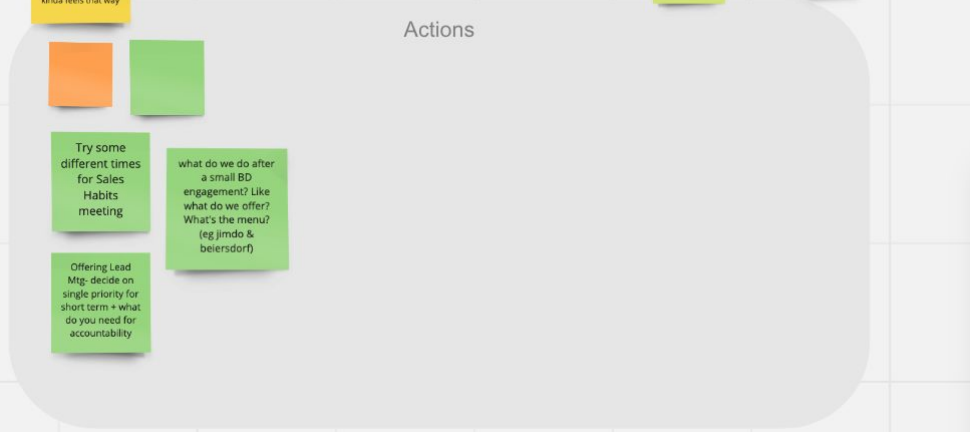 kinda feels that way
Actions
Try some
different times
for Sales
Habits
meeting
what do we do after
a small BD
engagement? Like
what do we offer?
What's the menu?
(eg jimdo &
beiersdorf)
Offering Lead
Mtg- decide on
single priority for
short term + what
do you need for
accountability